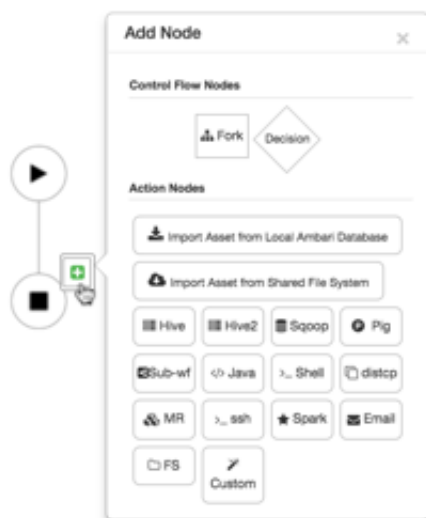 Add Node
Control Flow Nodes
Fork Decision
Action Nodes
Import Asset from Local Ambari Database
Import Asset from Shared File System
Hive Hive2 Sqoop Pig
Sub-wf </> Java >_ Shell distcp
MR >_ ssh Spark Email
FS Custom